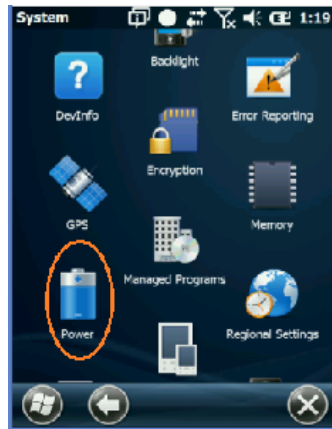 System 1:19
Backlight
DevInfo
Error Reporting
Encryption
GPS
Memory
Managed Programs
Power
Regional Settings